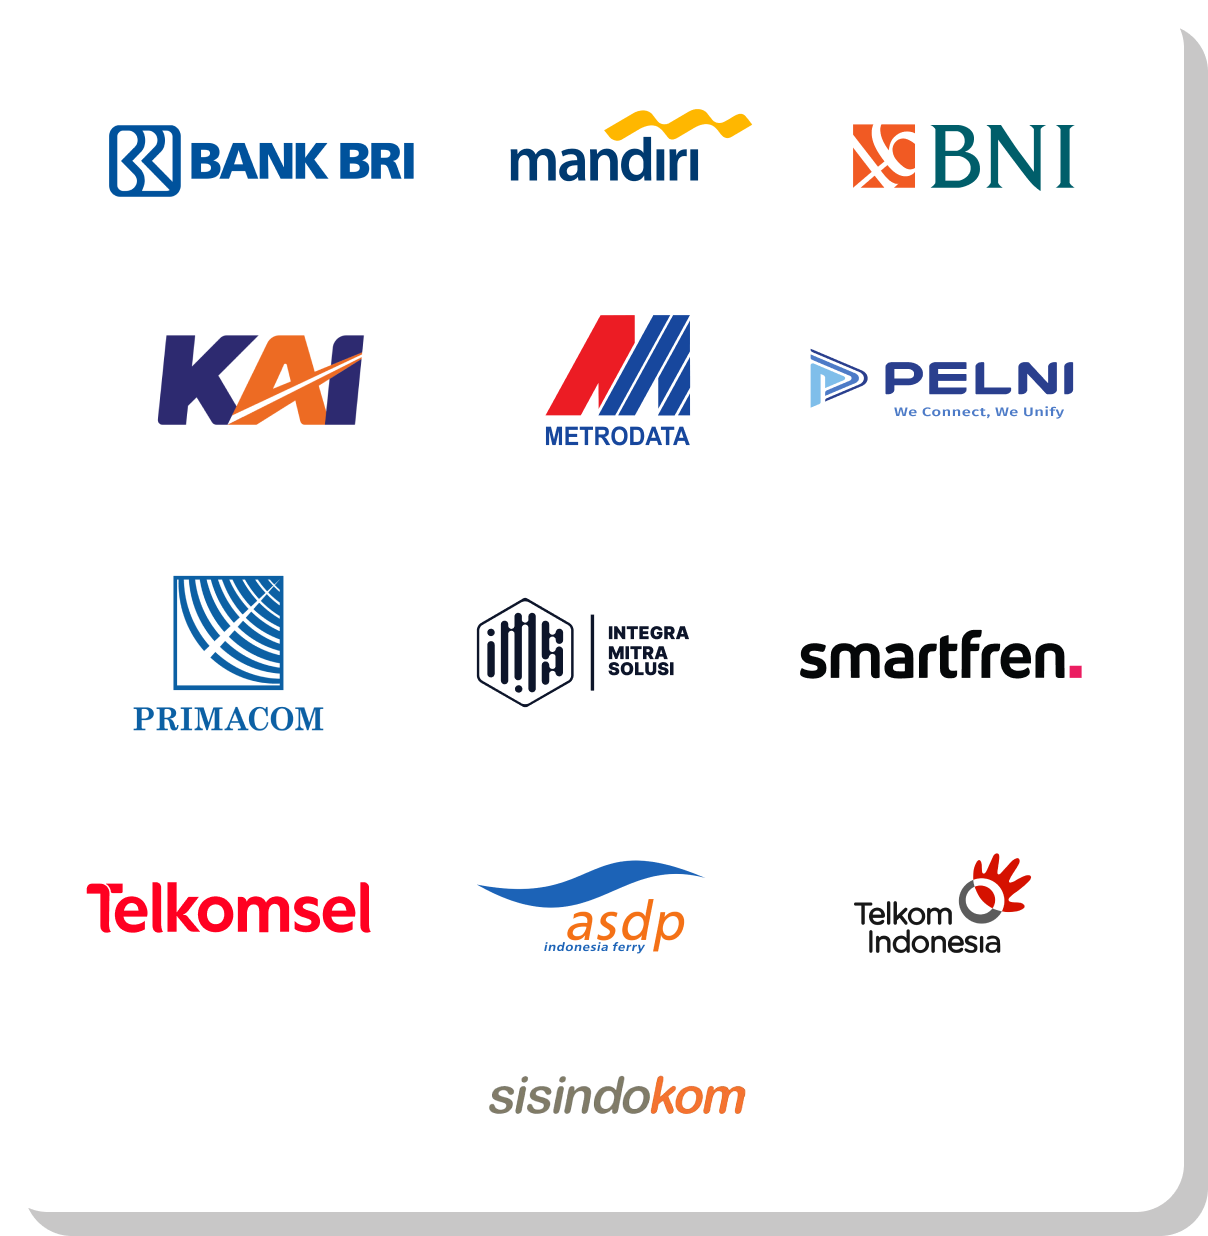 BANK BRI
mandiri
BNI
KAI
METRODATA
PELNI
We Connect, We Unify
PRIMACOM
INTEGRA
MITRA
SOLUSI
smartfren.
Telkomsel
asdp
indonesia ferry
Telkom
Indonesia
sisindokom